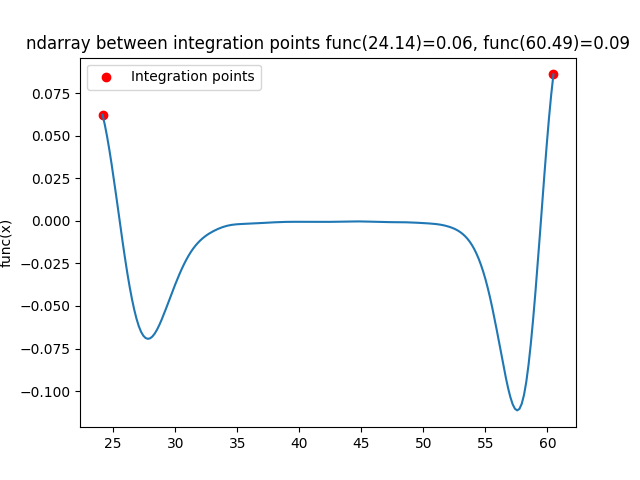 ndarray between integration points func(24.14)=0.06, func(60.49)=0.09
Integration points
func(x)
0.075
0.050
0.025
0.000
−0.025
−0.050
−0.075
−0.100
25 30 35 40 45 50 55 60